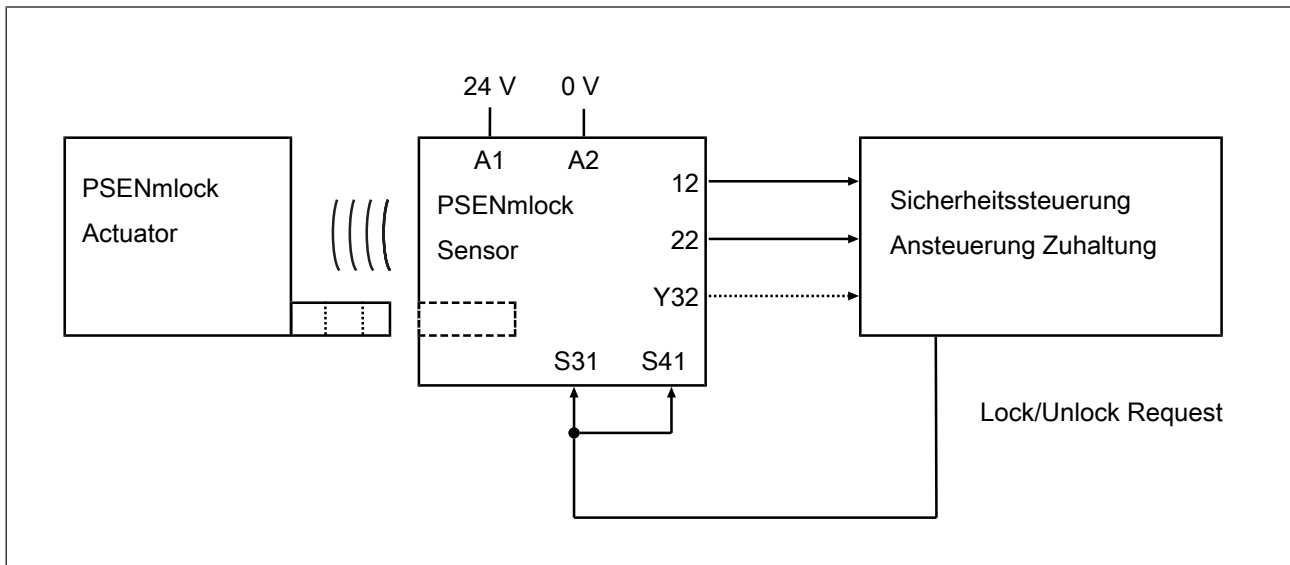 24 V
0 V
PSENmlock
Actuator
A1
A2
PSENmlock
Sensor
12
22
Y32
S31
S41
Sicherheitssteuerung
Ansteuerung Zuhaltung
Lock/Unlock Request